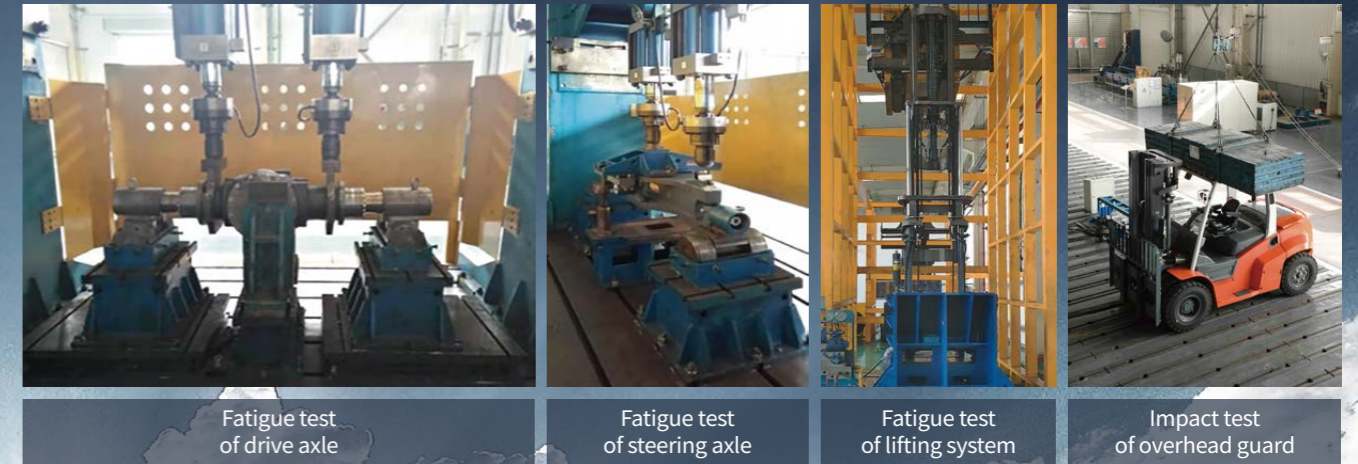 Fatigue test
of drive axle
Fatigue test
of steering axle
Fatigue test
of lifting system
Impact test
of overhead guard